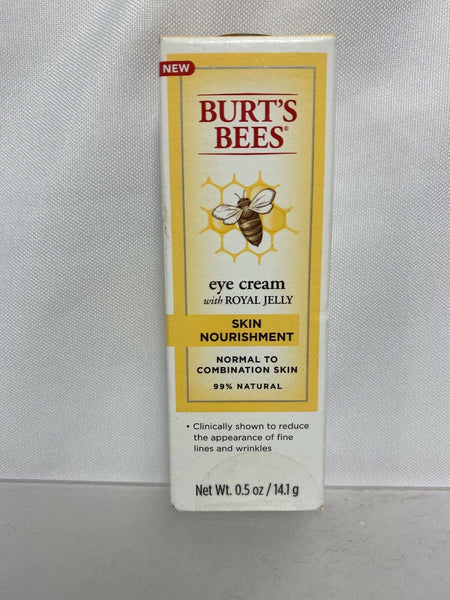 NEW
BURT'S
BEES®
eye cream
with ROYAL JELLY
SKIN
NOURISHMENT
NORMAL TO
COMBINATION SKIN
99% NATURAL
• Clinically shown to reduce
the appearance of fine
lines and wrinkles
Net Wt. 0.5 oz / 14.1 g